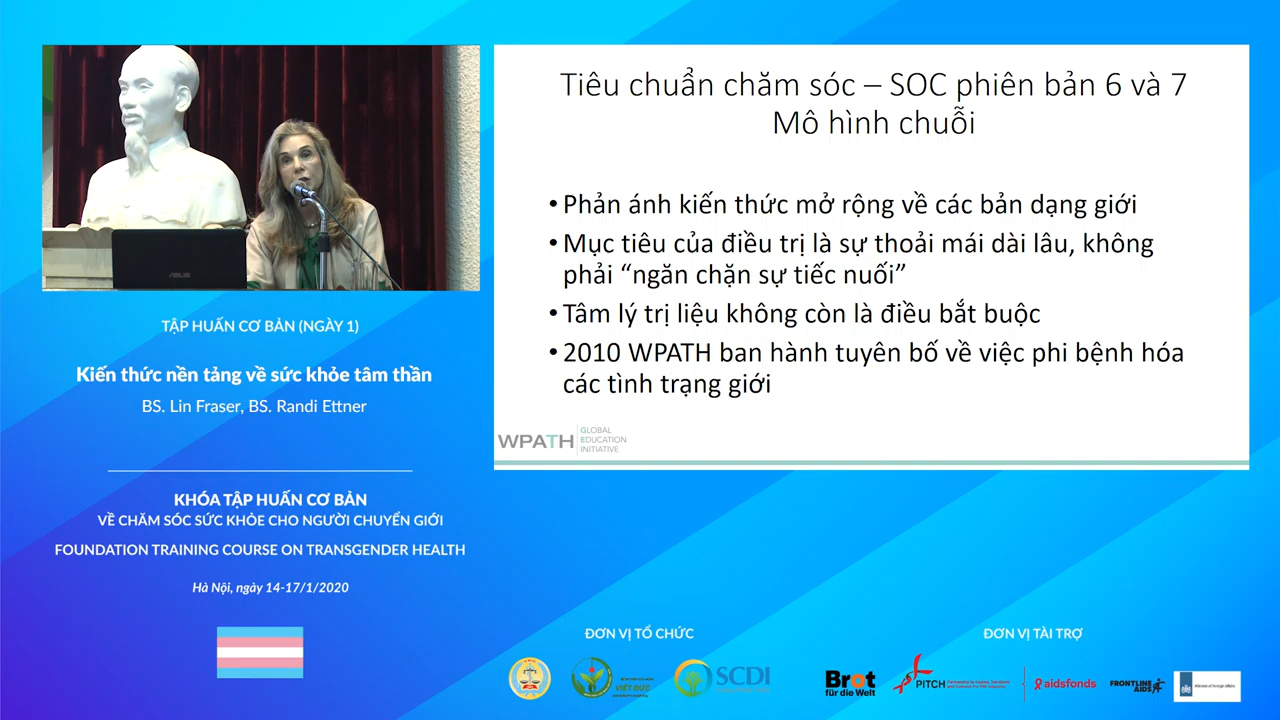 ASUS
TẬP HUẤN CƠ BẢN (NGÀY 1)
Kiến thức nền tảng về sức khỏe tâm thần
BS. Lin Fraser, BS. Randi Ettner
KHÓA TẬP HUẤN CƠ BẢN
VỀ CHĂM SÓC SỨC KHỎE CHO NGƯỜI CHUYỂN GIỚI
FOUNDATION TRAINING COURSE ON TRANSGENDER HEALTH
Hà Nội, ngày 14-17/1/2020
Tiêu chuẩn chăm sóc – SOC phiên bản 6 và 7
Mô hình chuỗi
• Phản ánh kiến thức mở rộng về các bản dạng giới
• Mục tiêu của điều trị là sự thoải mái dài lâu, không
phải “ngăn chặn sự tiếc nuối”
• Tâm lý trị liệu không còn là điều bắt buộc
• 2010 WPATH ban hành tuyên bố về việc phi bệnh hóa
các tình trạng giới
WPATH
GLOBAL
EDUCATION
INITIATIVE
ĐƠN VỊ TỔ CHỨC
VIỆT ĐỨC
SCDI
ĐƠN VỊ TÀI TRỢ
Brot
für die Welt
PITCH
aidsfonds
FRONTLINE
AIDS
Ministry of Foreign Affairs